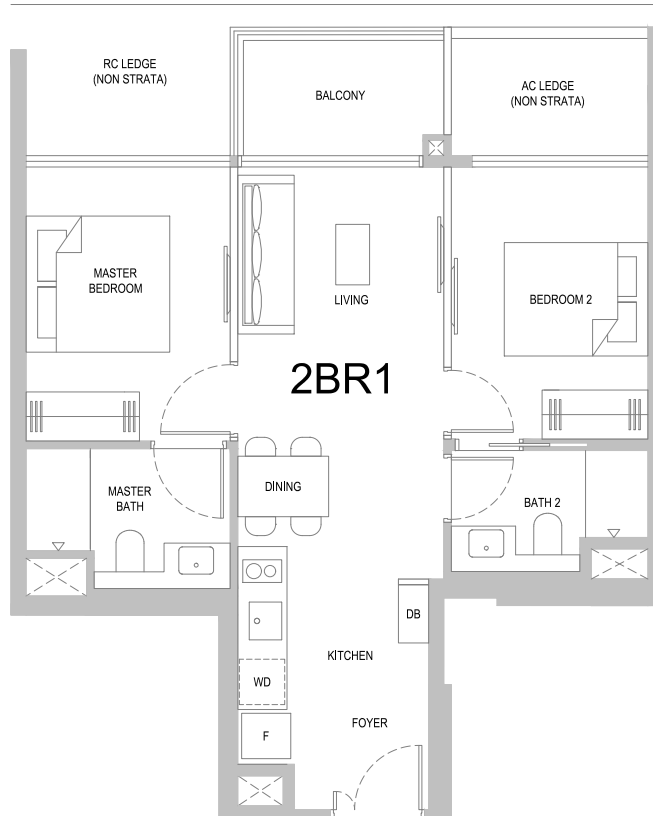 RC LEDGE
(NON STRATA)
BALCONY
AC LEDGE
(NON STRATA)
MASTER
BEDROOM
LIVING
BEDROOM 2
2BR1
DINING
MASTER
BATH
BATH 2
DB
KITCHEN
WD
FOYER
F